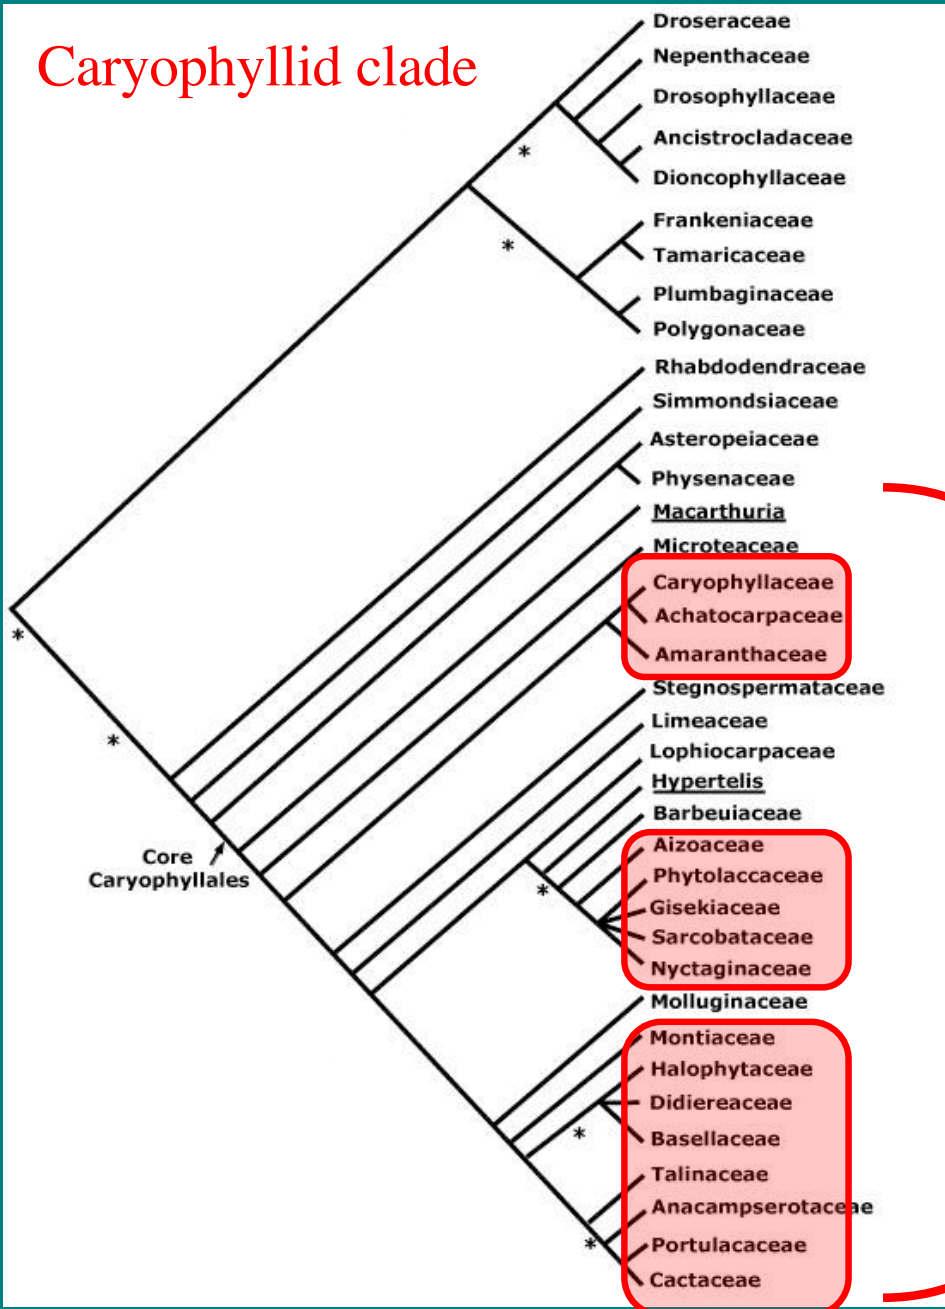 Caryophyllid clade
Droseraceae
Nepenthaceae
Drosophyllaceae
*
Ancistrocladaceae
Dioncophyllaceae
Frankeniaceae
*
Tamaricaceae
Plumbaginaceae
Polygonaceae
Rhabdodendraceae
Simmondsiaceae
Asteropeiaceae
Physenaceae
Macarthuria
Microteaceae
Caryophyllaceae
Achatocarpaceae
*
Amaranthaceae
Stegnospermataceae
Limeaceae
*
Lophiocarpaceae
Hypertelis
Barbeuiaceae
Aizoaceae
Core
Caryophyllales
Phytolaccaceae
*
Gisekiaceae
Sarcobataceae
Nyctaginaceae
Molluginaceae
Montiaceae
Halophytaceae
Didiereaceae
*
Basellaceae
Talinaceae
Anacampserotaceae
*
Portulacaceae
Cactaceae